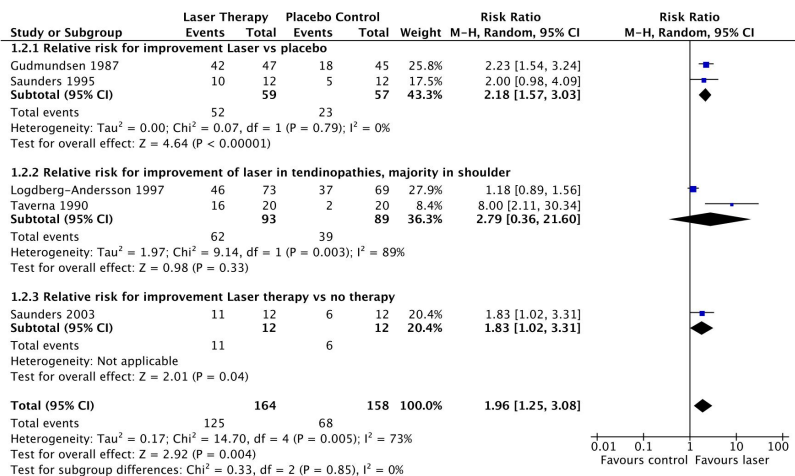 Laser Therapy Placebo Control Risk Ratio Risk Ratio
Study or Subgroup Events Total Events Total Weight M-H, Random, 95% CI M-H, Random, 95% CI
1.2.1 Relative risk for improvement Laser vs placebo
Gudmundsen 1987 42 47 18 45 25.8% 2.23 [1.54, 3.24]
Saunders 1995 10 12 5 12 17.5% 2.00 [0.98, 4.09]
Subtotal (95% CI) 59 57 43.3% 2.18 [1.57, 3.03]
Total events 52 23
Heterogeneity: Tau² = 0.00; Chi² = 0.07, df = 1 (P = 0.79); I² = 0%
Test for overall effect: Z = 4.64 (P < 0.00001)
1.2.2 Relative risk for improvement of laser in tendinopathies, majority in shoulder
Logdberg-Andersson 1997 46 73 37 69 27.9% 1.18 [0.89, 1.56]
Taverna 1990 16 20 2 20 8.4% 8.00 [2.11, 30.34]
Subtotal (95% CI) 93 89 36.3% 2.79 [0.36, 21.60]
Total events 62 39
Heterogeneity: Tau² = 1.97; Chi² = 9.14, df = 1 (P = 0.003); I² = 89%
Test for overall effect: Z = 0.98 (P = 0.33)
1.2.3 Relative risk for improvement Laser therapy vs no therapy
Saunders 2003 11 12 6 12 20.4% 1.83 [1.02, 3.31]
Subtotal (95% CI) 12 12 20.4% 1.83 [1.02, 3.31]
Total events 11 6
Heterogeneity: Not applicable
Test for overall effect: Z = 2.01 (P = 0.04)
Total (95% CI) 164 158 100.0% 1.96 [1.25, 3.08]
Total events 125 68
Heterogeneity: Tau² = 0.17; Chi² = 14.70, df = 4 (P = 0.005); I² = 73%
Test for overall effect: Z = 2.92 (P = 0.004)
Test for subgroup differences: Chi² = 0.33, df = 2 (P = 0.85), I² = 0%
0.01 0.1 1 10 100
Favours control Favours laser